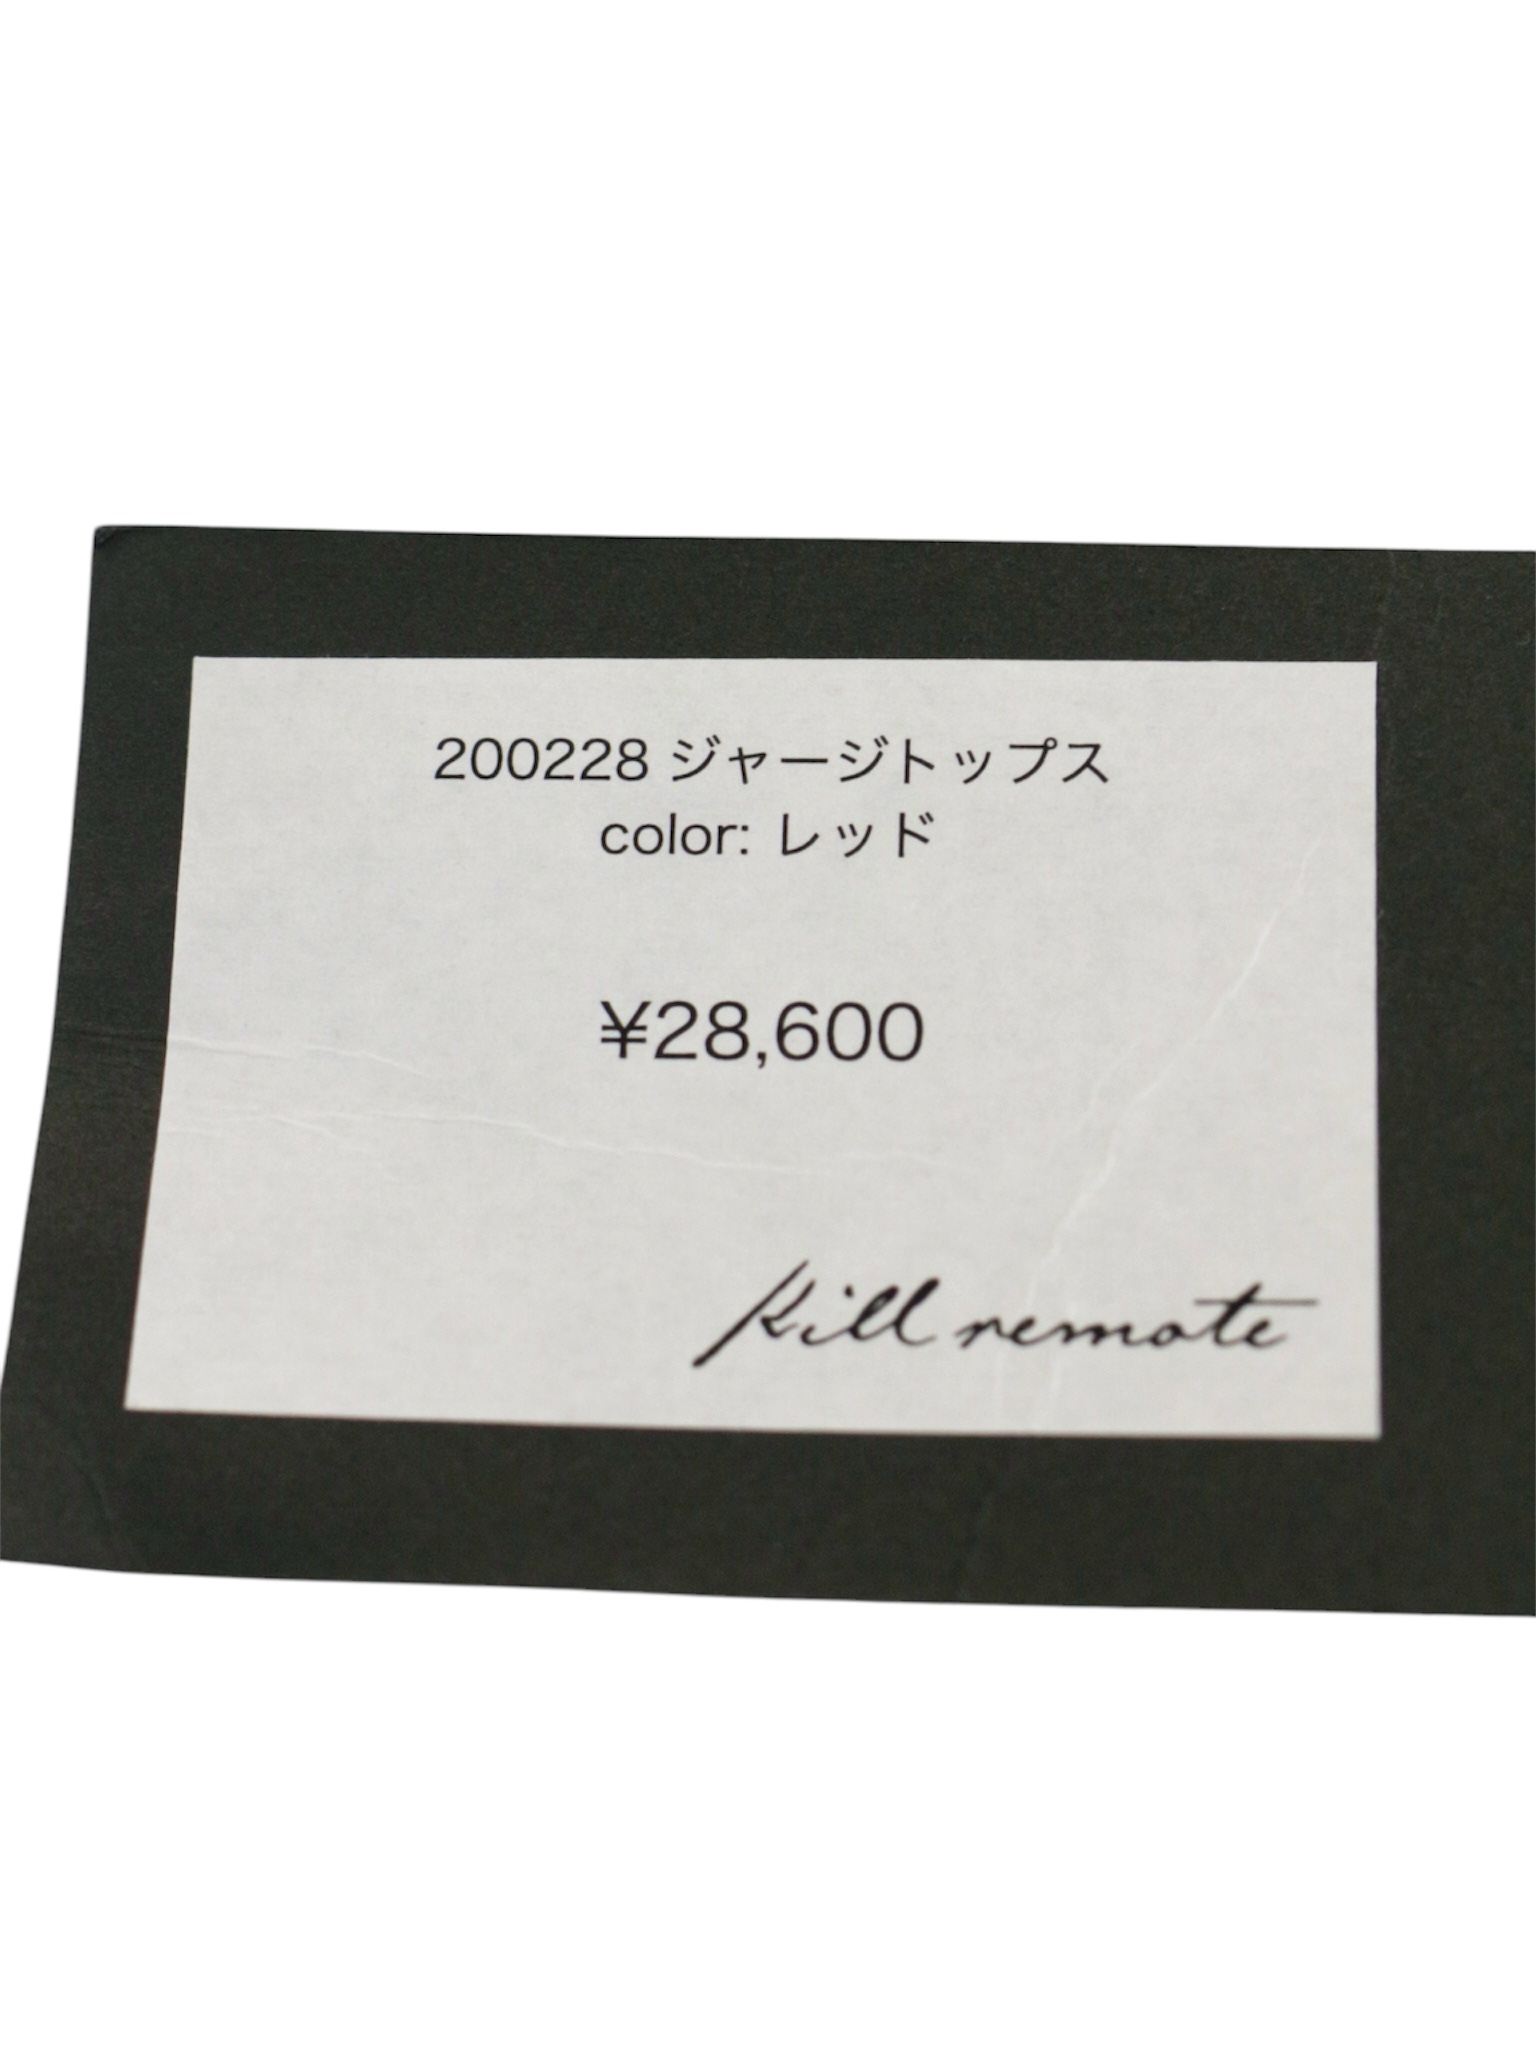 200228 ジャージトップス
color: レッド
¥28,600
Kill remote